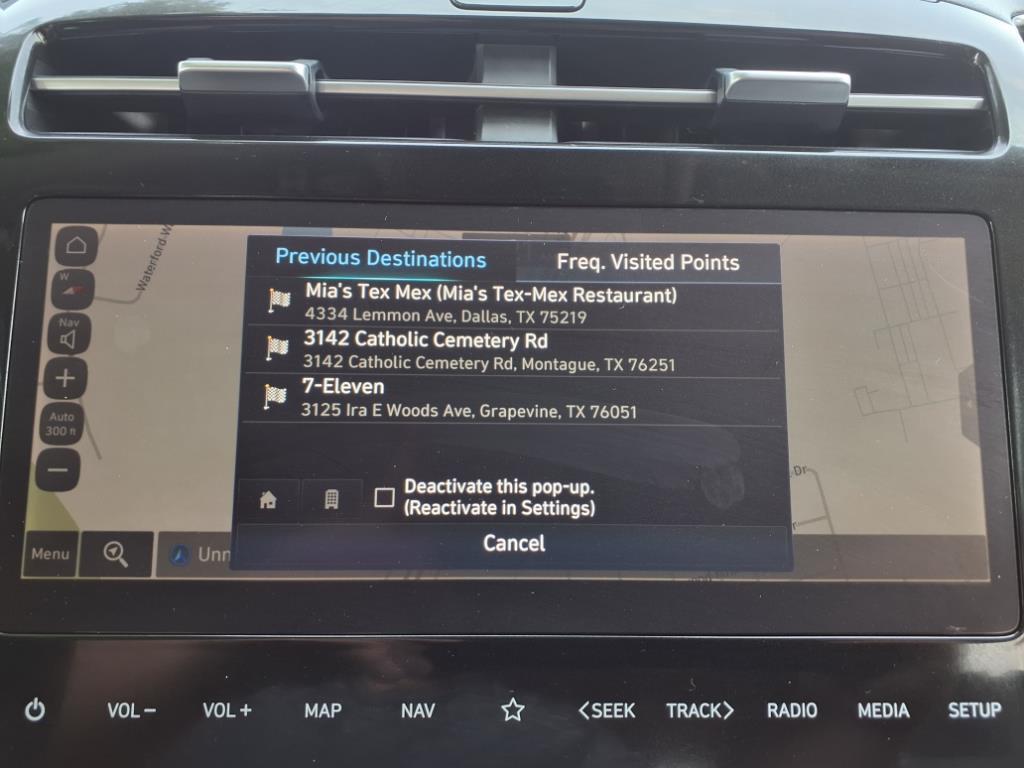 Waterford W
W
Nav
Auto
300 ft
Previous Destinations
Freq. Visited Points
Mia's Tex Mex (Mia's Tex-Mex Restaurant)
4334 Lemmon Ave, Dallas, TX 75219
3142 Catholic Cemetery Rd
3142 Catholic Cemetery Rd, Montague, TX 76251
7-Eleven
3125 Ira E Woods Ave, Grapevine, TX 76051
Deactivate this pop-up.
(Reactivate in Settings)
Cancel
Dr
Menu
Unn
VOL−
VOL+
MAP
NAV
<SEEK
TRACK>
RADIO
MEDIA
SETUP